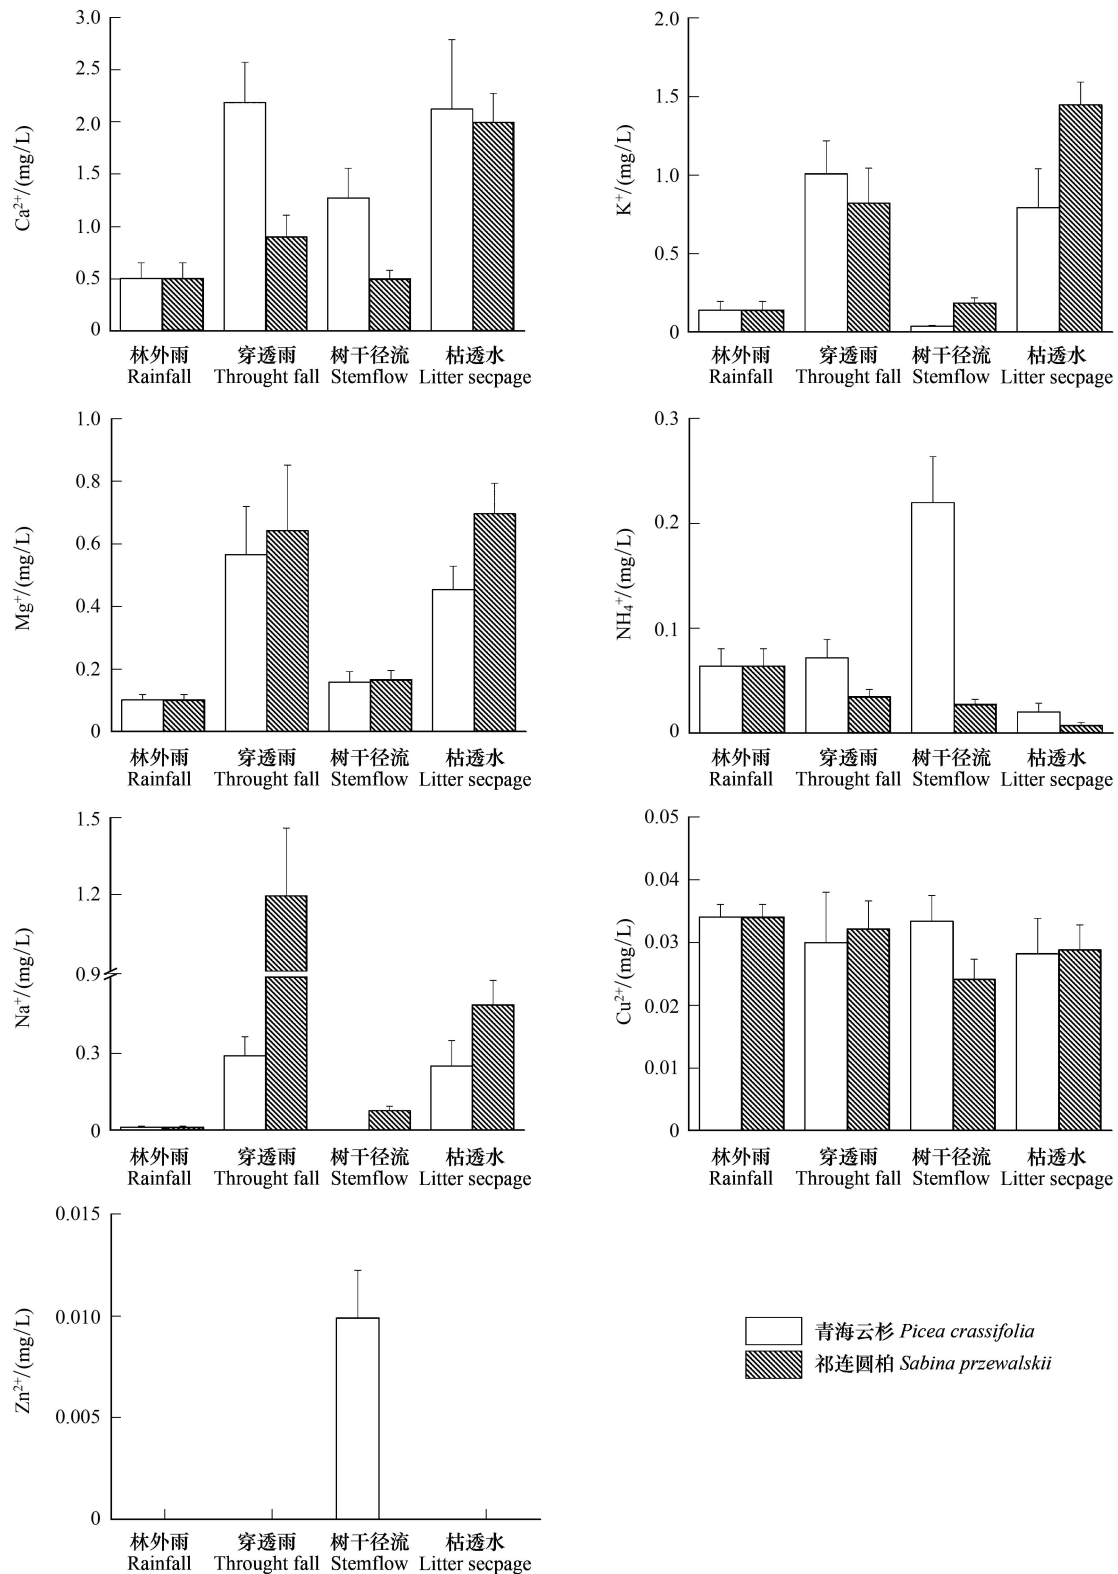 3.0
2.5
2.0
1.5
1.0
0.5
0
Ca²⁺/(mg/L)
林外雨 穿透雨 树干径流 枯透水
Rainfall Throught fall Stemflow Litter secpage
2.0
1.5
1.0
0.5
0
K⁺/(mg/L)
林外雨 穿透雨 树干径流 枯透水
Rainfall Throught fall Stemflow Litter secpage
1.0
0.8
0.6
0.4
0.2
0
Mg⁺/(mg/L)
林外雨 穿透雨 树干径流 枯透水
Rainfall Throught fall Stemflow Litter secpage
0.3
0.2
0.1
0
NH₄⁺/(mg/L)
林外雨 穿透雨 树干径流 枯透水
Rainfall Throught fall Stemflow Litter secpage
1.5
1.2
0.9
0.3
0
Na⁺/(mg/L)
林外雨 穿透雨 树干径流 枯透水
Rainfall Throught fall Stemflow Litter secpage
0.05
0.04
0.03
0.02
0.01
0
Cu²⁺/(mg/L)
林外雨 穿透雨 树干径流 枯透水
Rainfall Throught fall Stemflow Litter secpage
0.015
0.010
0.005
0
Zn²⁺/(mg/L)
林外雨 穿透雨 树干径流 枯透水
Rainfall Throught fall Stemflow Litter secpage
青海云杉 Picea crassifolia
祁连圆柏 Sabina przewalskii